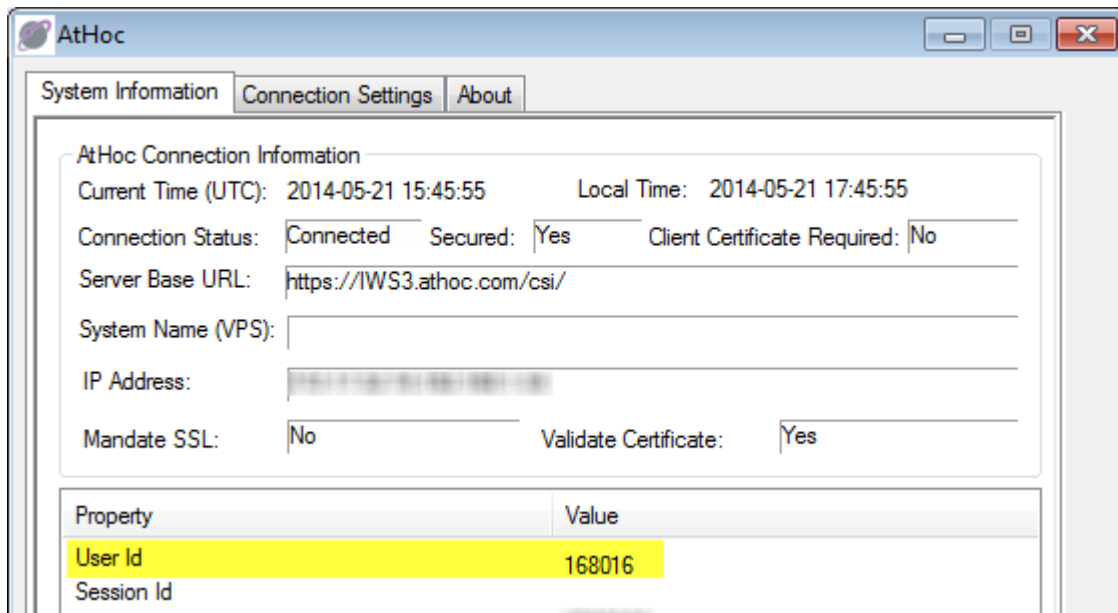 AtHoc
System Information Connection Settings About
AtHoc Connection Information
Current Time (UTC): 2014-05-21 15:45:55 Local Time: 2014-05-21 17:45:55
Connection Status: Connected Secured: Yes Client Certificate Required: No
Server Base URL: https://IWS3.athoc.com/csi/
System Name (VPS):
IP Address:
Mandate SSL: No Validate Certificate: Yes
Property Value
User Id 168016
Session Id